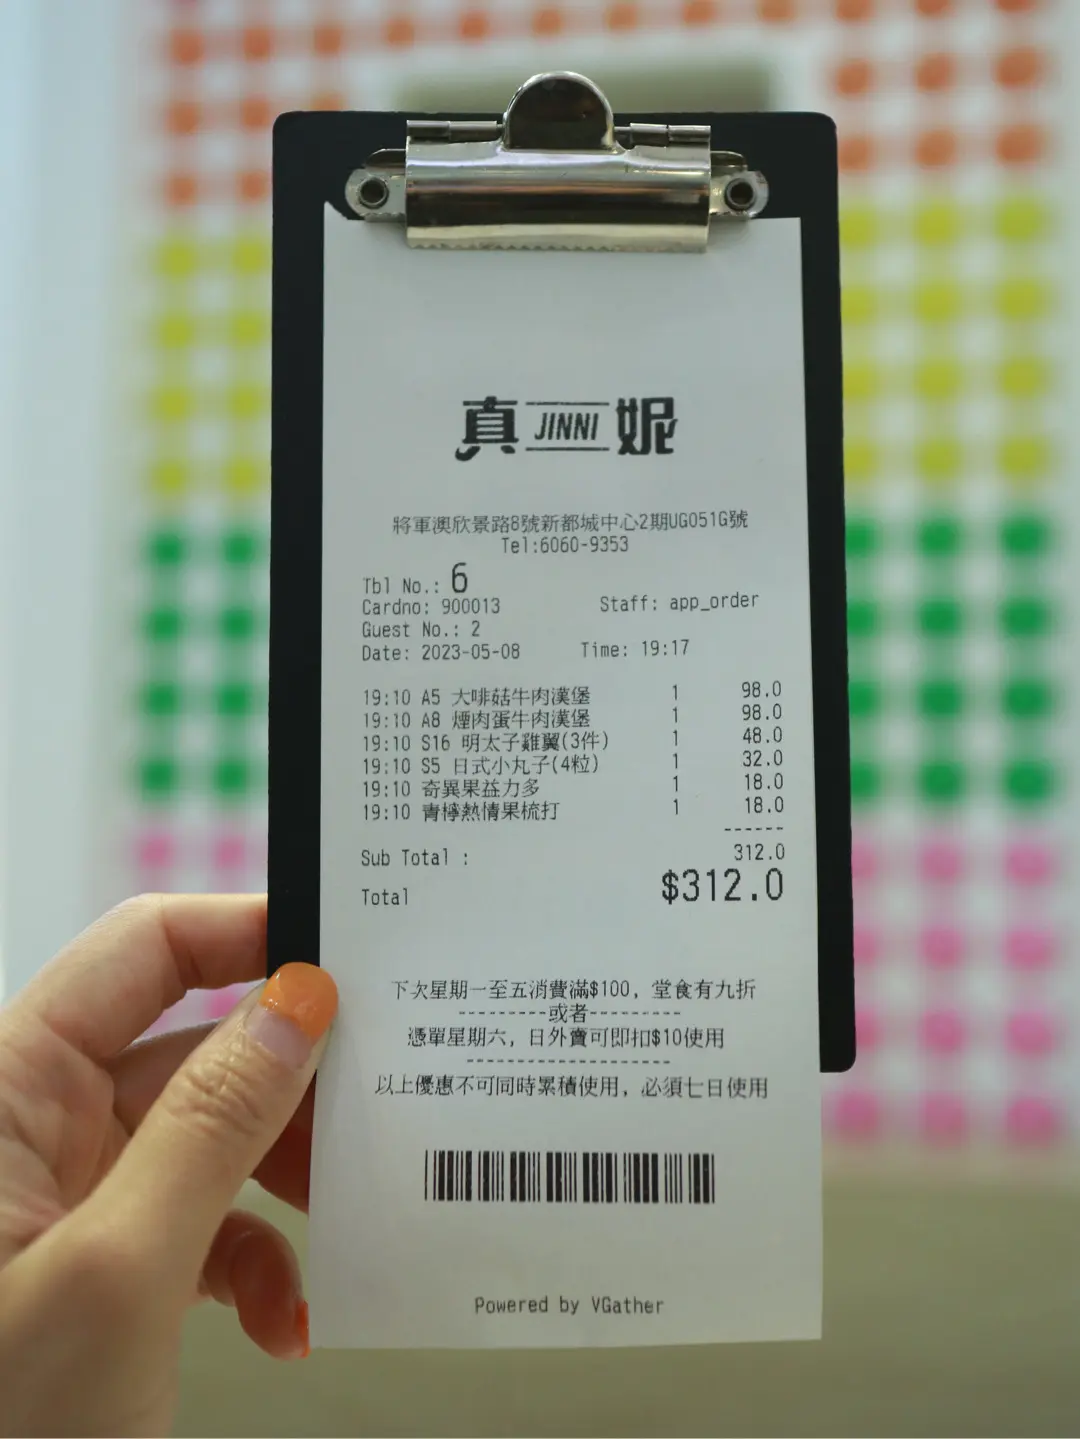 真 JINNI 妮
將軍澳欣景路8號新都城中心2期UG051G號
Tel:6060-9353
Tbl No.: 6
Cardno: 900013 Staff: app_order
Guest No.: 2
Date: 2023-05-08 Time: 19:17
19:10 A5 大啡菇牛肉漢堡 1 98.0
19:10 A8 煙肉蛋牛肉漢堡 1 98.0
19:10 S16 明太子雞翼(3件) 1 48.0
19:10 S5 日式小丸子(4粒) 1 32.0
19:10 奇異果益力多 1 18.0
19:10 青檸熱情果梳打 1 18.0
------
Sub Total : 312.0
Total $312.0
下次星期一至五消費滿$100, 堂食有九折
---------或者---------
憑單星期六, 日外賣可即扣$10使用
---------------------
以上優惠不可同時累積使用, 必須七日使用
Powered by VGather